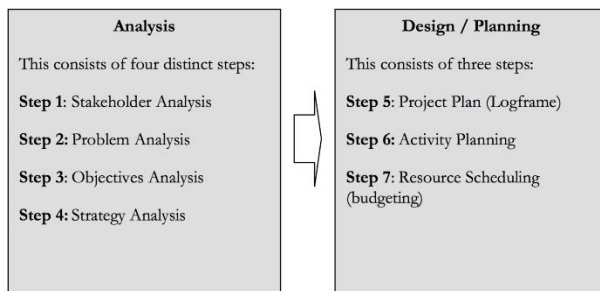 Analysis
This consists of four distinct steps:
Step 1: Stakeholder Analysis
Step 2: Problem Analysis
Step 3: Objectives Analysis
Step 4: Strategy Analysis
Design / Planning
This consists of three steps:
Step 5: Project Plan (Logframe)
Step 6: Activity Planning
Step 7: Resource Scheduling
(budgeting)